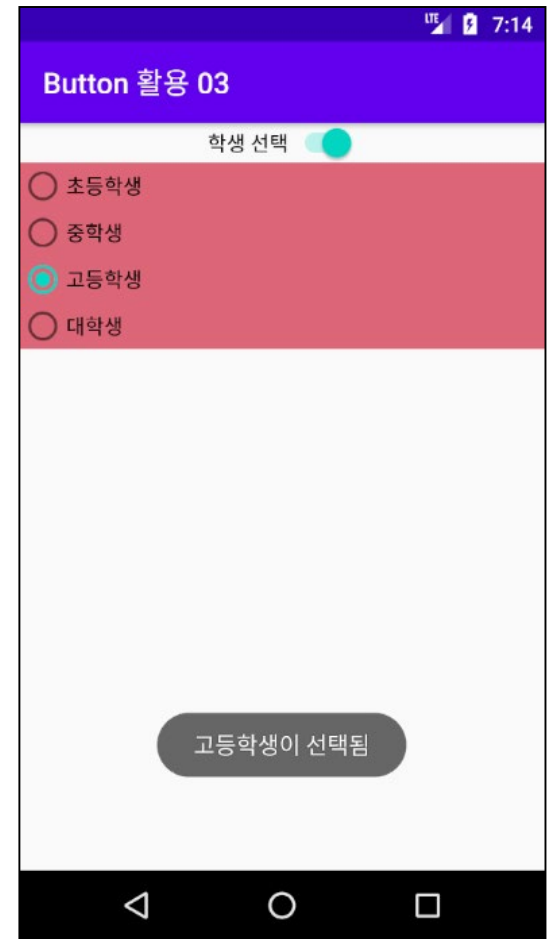 LTE 7:14
Button 활용 03
학생 선택
초등학생
중학생
고등학생
대학생
고등학생이 선택됨